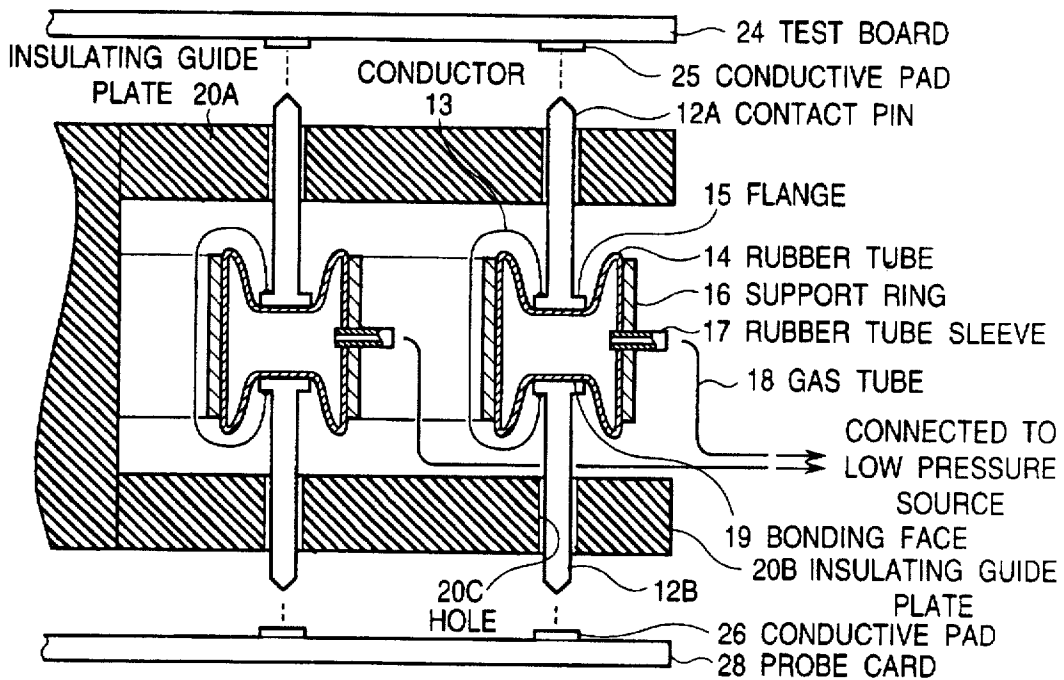 24 TEST BOARD
INSULATING GUIDE
PLATE 20A
CONDUCTOR
13
25 CONDUCTIVE PAD
12A CONTACT PIN
15 FLANGE
14 RUBBER TUBE
16 SUPPORT RING
17 RUBBER TUBE SLEEVE
18 GAS TUBE
CONNECTED TO
LOW PRESSURE
SOURCE
19 BONDING FACE
20B INSULATING GUIDE
PLATE
12B
20C
HOLE
26 CONDUCTIVE PAD
28 PROBE CARD